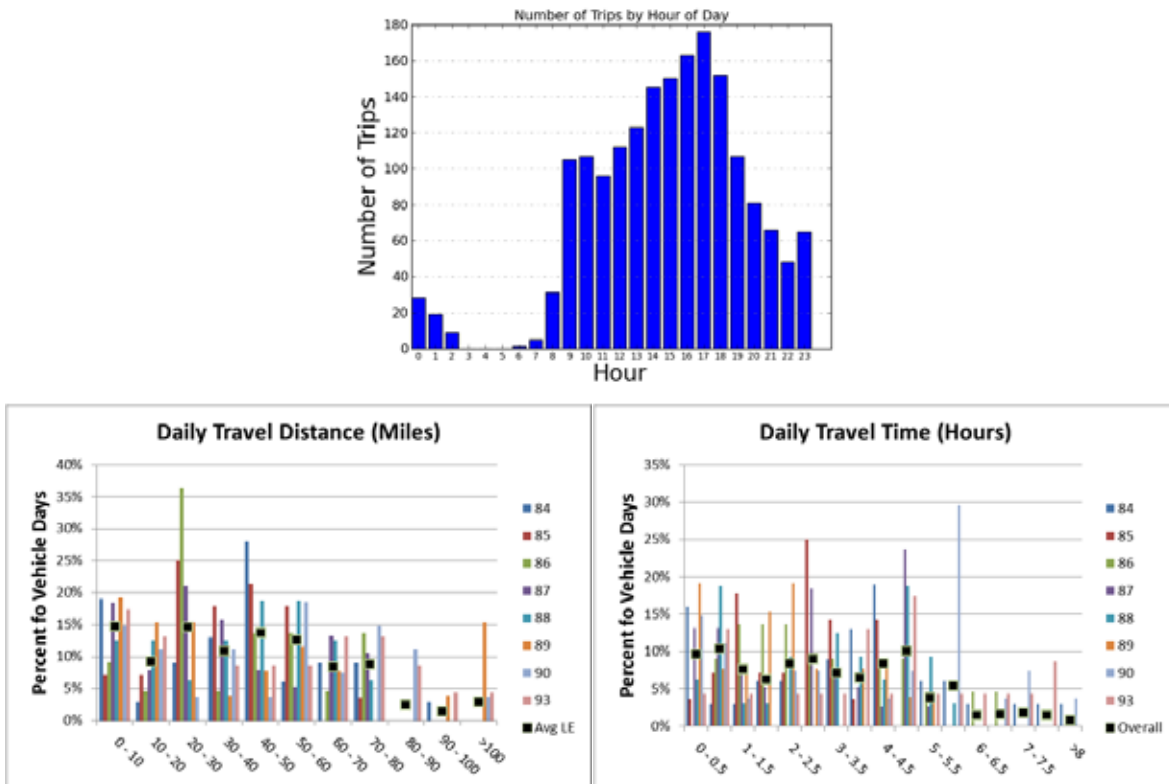 Number of Trips by Hour of Day
Number of Trips
180
160
140
120
100
80
60
40
20
0
0 1 2 3 4 5 6 7 8 9 10 11 12 13 14 15 16 17 18 19 20 21 22 23
Hour
Daily Travel Distance (Miles)
Percent fo Vehicle Days
40%
35%
30%
25%
20%
15%
10%
5%
0%
0 - 10
10 - 20
20 - 30
30 - 40
40 - 50
50 - 60
60 - 70
70 - 80
80 - 90
90 - 100
>100
84
85
86
87
88
89
90
93
Avg LE
Daily Travel Time (Hours)
Percent fo Vehicle Days
35%
30%
25%
20%
15%
10%
5%
0%
0 - 0.5
1 - 1.5
2 - 2.5
3 - 3.5
4 - 4.5
5 - 5.5
6 - 6.5
7 - 7.5
>8
84
85
86
87
88
89
90
93
Overall